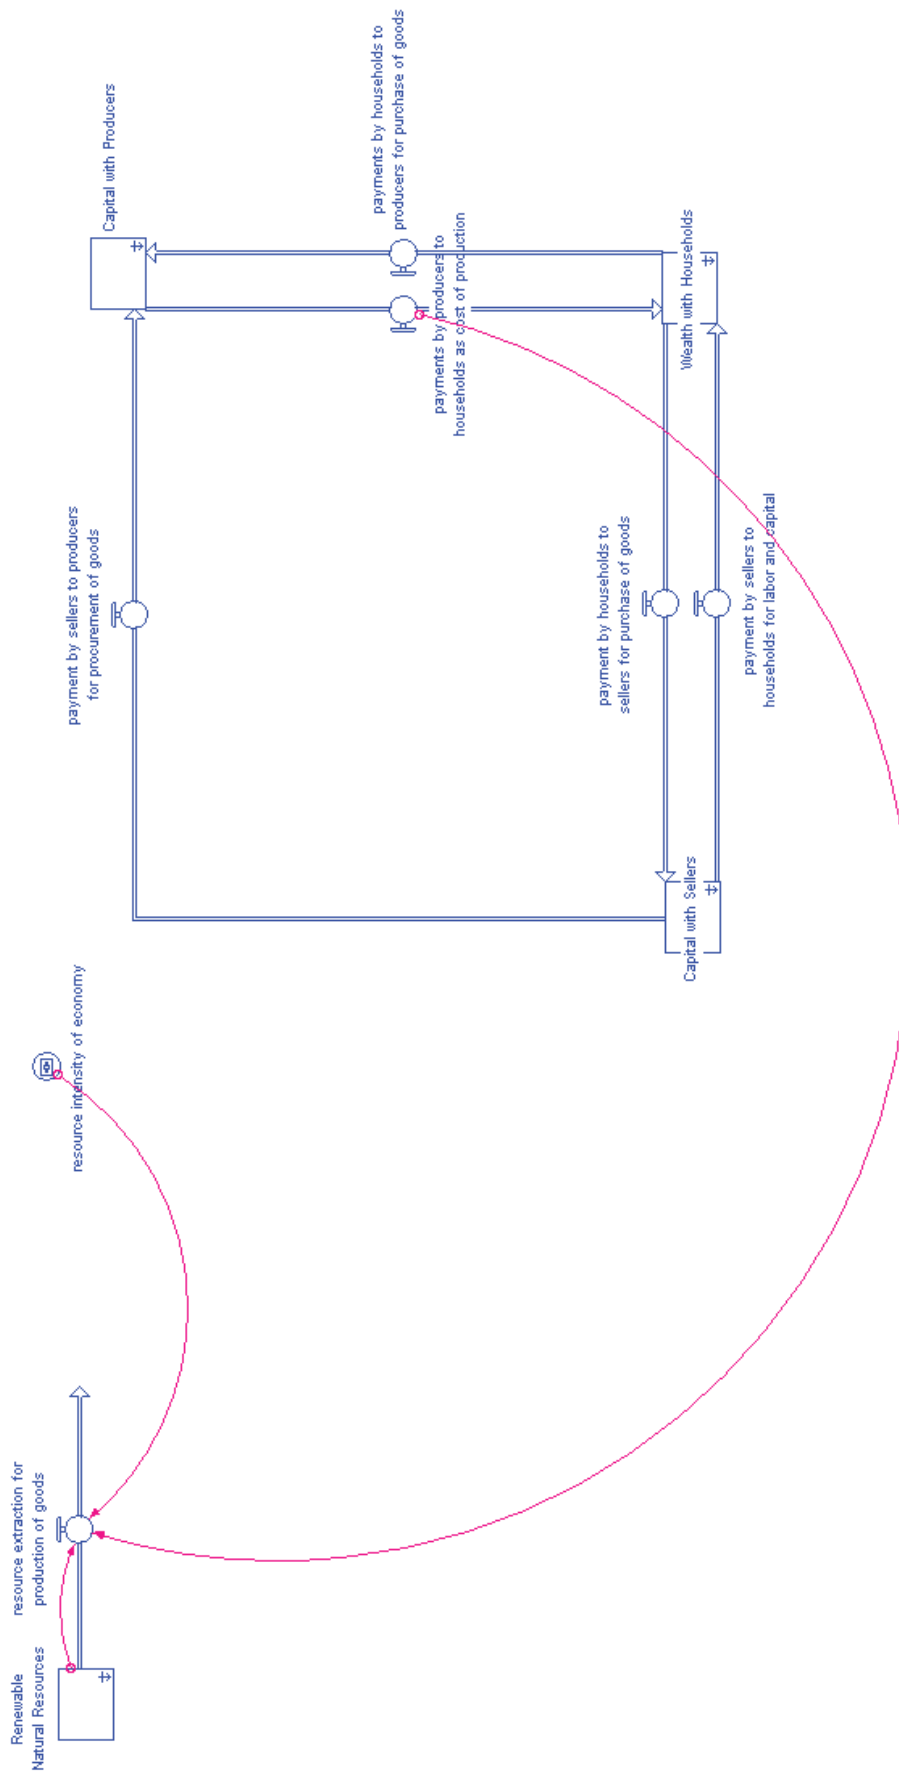 Renewable
Natural Resources
resource extraction for
production of goods
resource intensity of economy
payment by sellers to producers
for procurement of goods
Capital with Producers
payments by households to
producers for purchase of goods
payments by producers to
households as cost of production
payment by households to
sellers for purchase of goods
Capital with Sellers
Wealth with Households
payment by sellers to
households for labor and capital